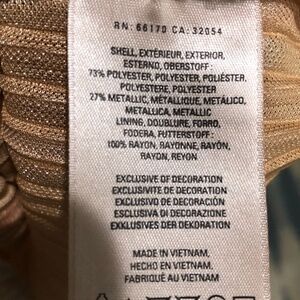 RN: 66170 CA: 32054
SHELL, EXTÉRIEUR, EXTERIOR,
ESTERNO, OBERSTOFF:
73% POLYESTER, POLYESTER, POLIÉSTER,
POLYESTERE, POLYESTER
27% METALLIC, MÉTALLIQUE, METÁLICO,
METALLICA, METALLIC
LINING, DOUBLURE, FORRO,
FODERA, FUTTERSTOFF:
100% RAYON, RAYONNE, RAYÓN,
RAYON, REYON
EXCLUSIVE OF DECORATION
EXCLUSIVITE DE DECORATION
EXCLUSIVO DE DECORACIÓN
ESCLUSIVA DI DECORAZIONE
EXKLUSIVES DER DEKORATION
MADE IN VIETNAM,
HECHO EN VIETNAM,
FABRIQUÉ AU VIETNAM